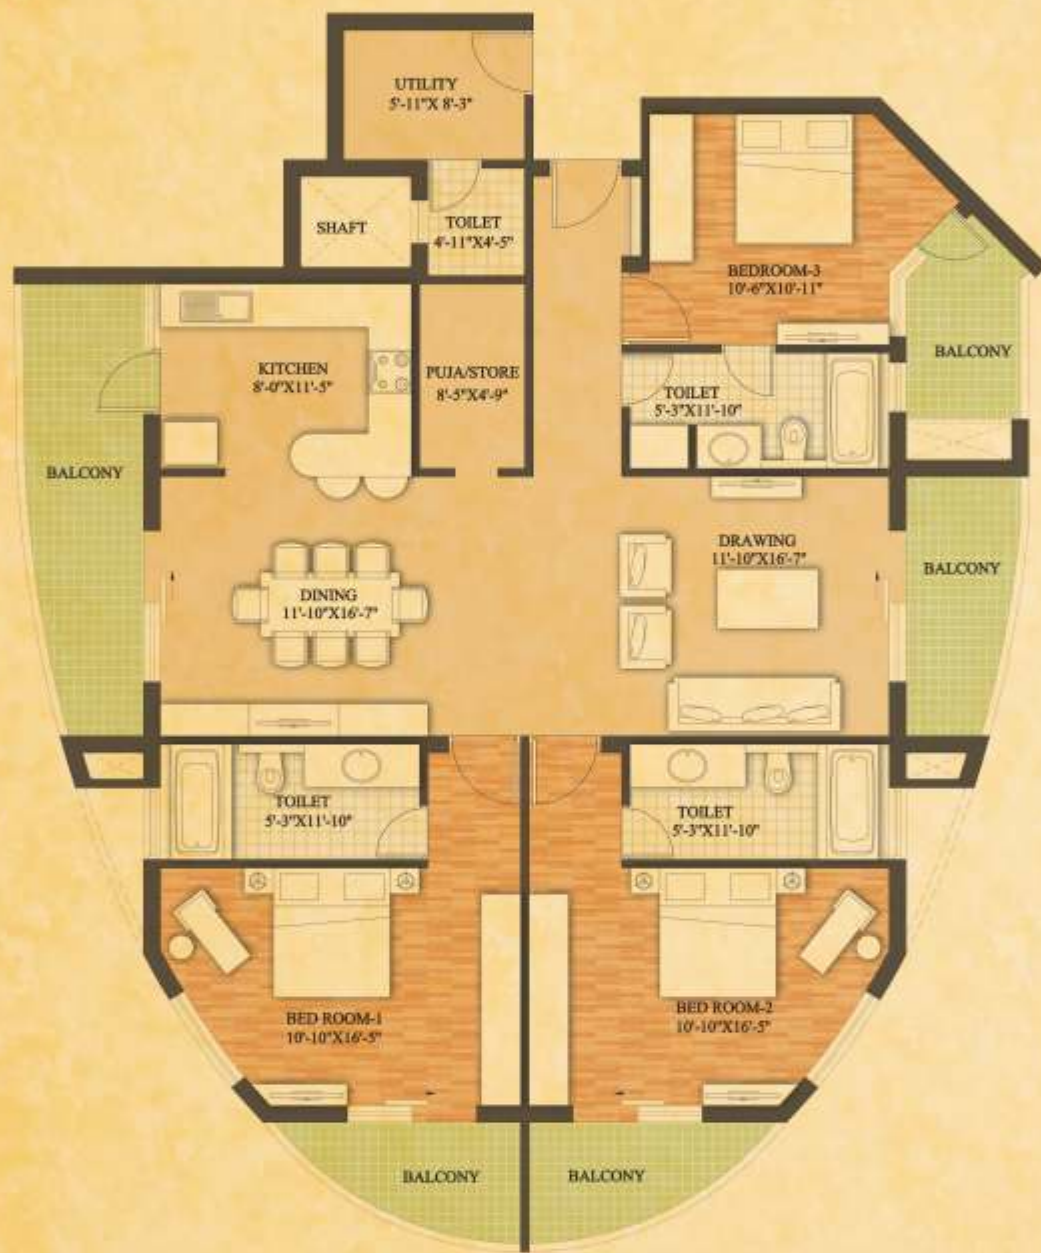 UTILITY
5'-11"X 8'-3"
SHAFT
TOILET
4'-11"X4'-5"
BEDROOM-3
10'-6"X10'-11"
BALCONY
KITCHEN
8'-0"X11'-5"
PUJA/STORE
8'-5"X4'-9"
TOILET
5'-3"X11'-10"
BALCONY
DRAWING
11'-10"X16'-7"
BALCONY
DINING
11'-10"X16'-7"
TOILET
5'-3"X11'-10"
TOILET
5'-3"X11'-10"
BED ROOM-1
10'-10"X16'-5"
BED ROOM-2
10'-10"X16'-5"
BALCONY
BALCONY